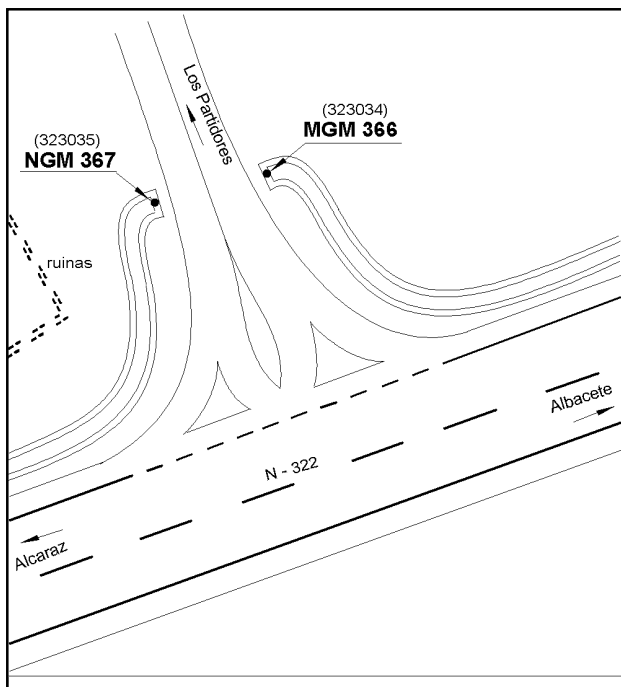 Los Partidores
(323034)
MGM 366
(323035)
NGM 367
ruinas
Albacete
N - 322
Alcaraz